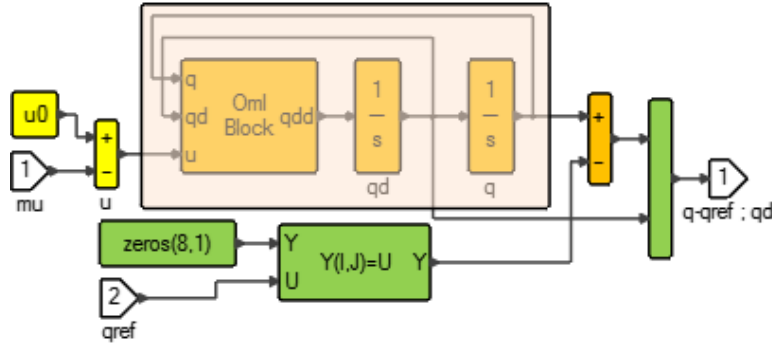 q
qd
u
Oml
Block
qdd
1
s
qd
1
s
q
u0
+
−
1
mu
u
+
−
1
q-qref ; qd
zeros(8,1)
Y
U
Y(I,J)=U
Y
2
qref